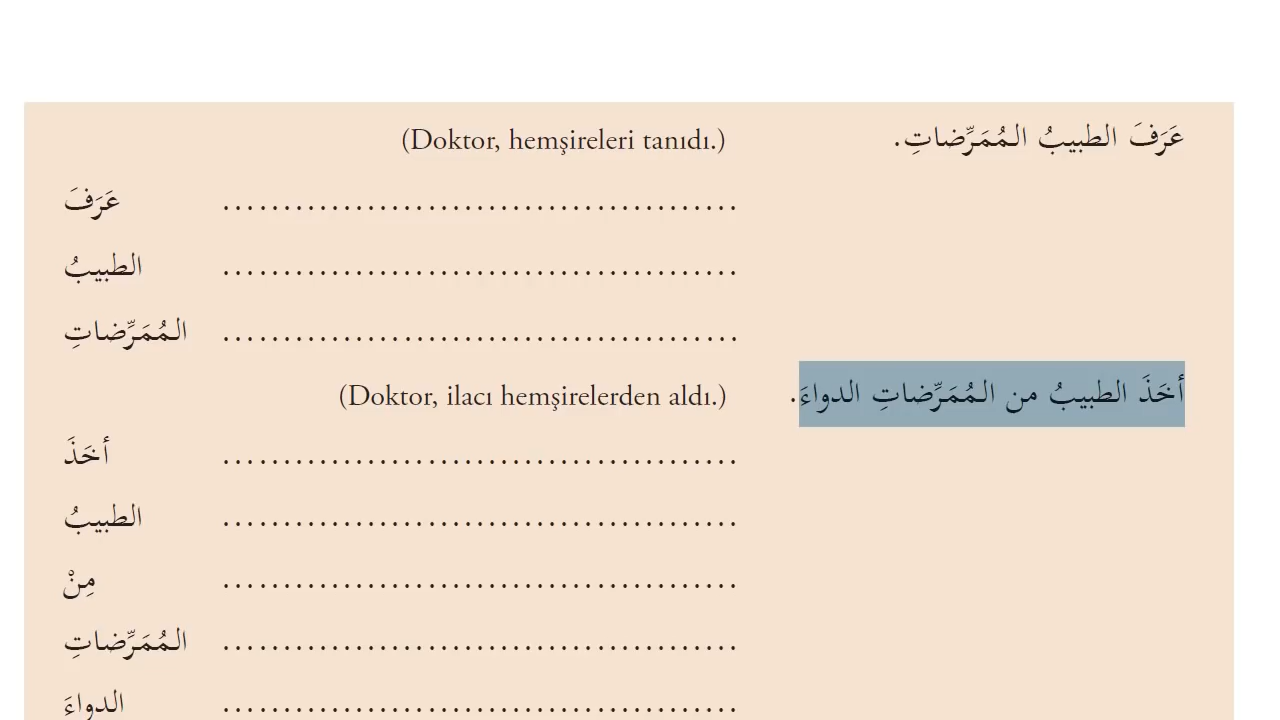 عَرَفَ الطبيبُ المُمَرِّضاتِ. (Doktor, hemşireleri tanıdı.)
عَرَفَ ............................................
الطبيبُ ............................................
المُمَرِّضاتِ ............................................
أخَذَ الطبيبُ من المُمَرِّضاتِ الدواءَ. (Doktor, ilacı hemşirelerden aldı.)
أخَذَ ............................................
الطبيبُ ............................................
مِنْ ............................................
المُمَرِّضاتِ ............................................
الدواءَ ............................................